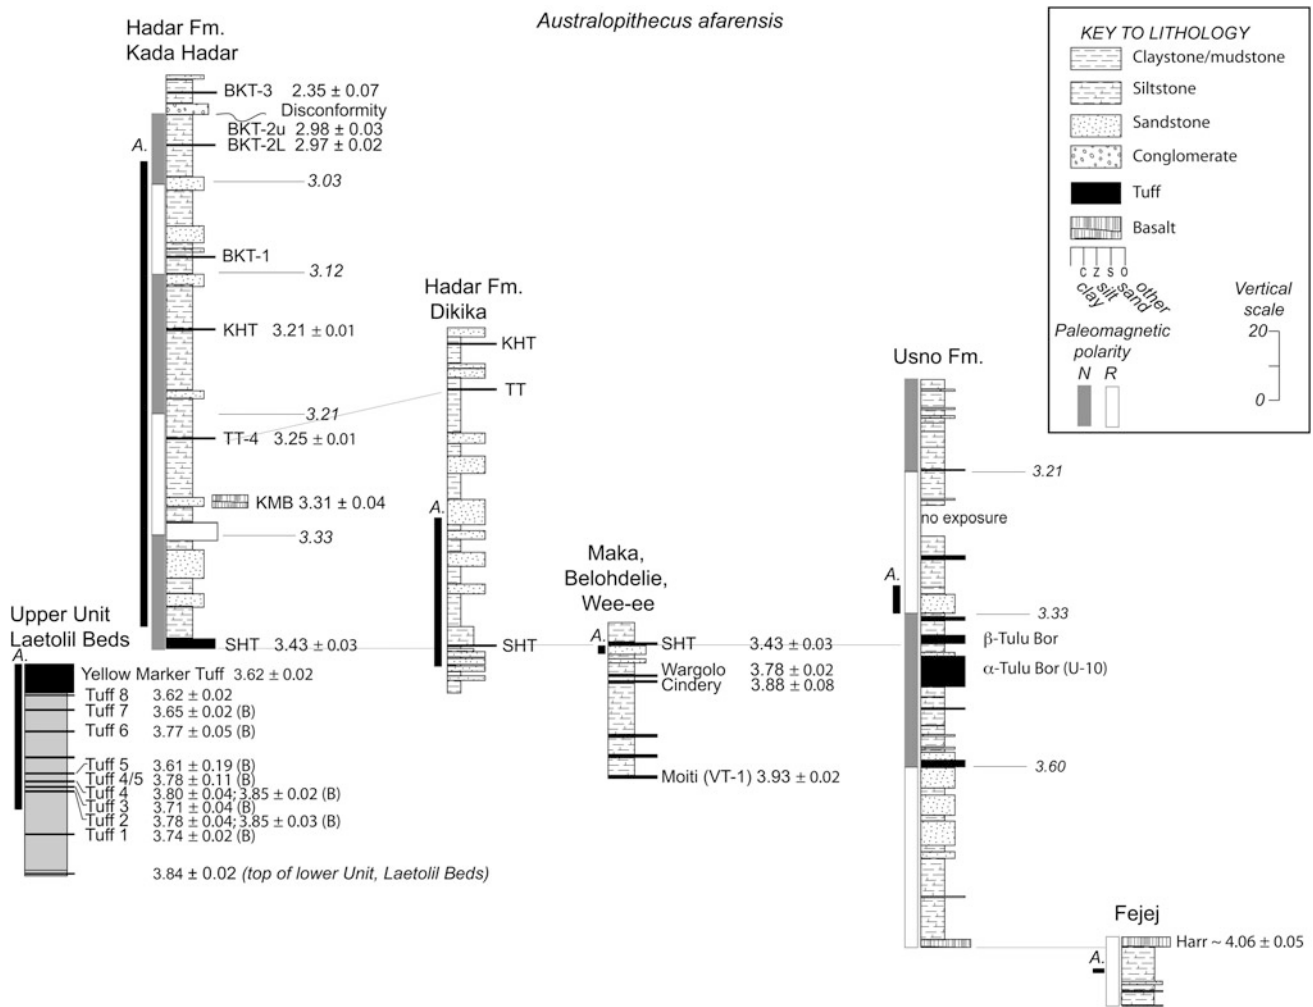 Australopithecus afarensis
Hadar Fm.
Kada Hadar
BKT-3 2.35 ± 0.07
Disconformity
BKT-2u 2.98 ± 0.03
BKT-2L 2.97 ± 0.02
A.
3.03
BKT-1
3.12
KHT 3.21 ± 0.01
3.21
TT-4 3.25 ± 0.01
KMB 3.31 ± 0.04
3.33
SHT 3.43 ± 0.03
Hadar Fm.
Dikika
KHT
TT
A.
SHT
Maka,
Belohdelie,
Wee-ee
A.
SHT 3.43 ± 0.03
Wargolo 3.78 ± 0.02
Cindery 3.88 ± 0.08
Moiti (VT-1) 3.93 ± 0.02
Upper Unit
Laetolil Beds
A.
Yellow Marker Tuff 3.62 ± 0.02
Tuff 8 3.62 ± 0.02
Tuff 7 3.65 ± 0.02 (B)
Tuff 6 3.77 ± 0.05 (B)
Tuff 5 3.61 ± 0.19 (B)
Tuff 4/5 3.78 ± 0.11 (B)
Tuff 4 3.80 ± 0.04; 3.85 ± 0.02 (B)
Tuff 3 3.71 ± 0.04 (B)
Tuff 2 3.78 ± 0.04; 3.85 ± 0.03 (B)
Tuff 1 3.74 ± 0.02 (B)
3.84 ± 0.02 (top of lower Unit, Laetolil Beds)
Usno Fm.
3.21
no exposure
A.
3.33
β-Tulu Bor
α-Tulu Bor (U-10)
3.60
Fejej
Harr ~ 4.06 ± 0.05
A.
KEY TO LITHOLOGY
Claystone/mudstone
Siltstone
Sandstone
Conglomerate
Tuff
Basalt
C Z S O
clay
silt
sand
other
Vertical
scale
20
0
Paleomagnetic
polarity
N R